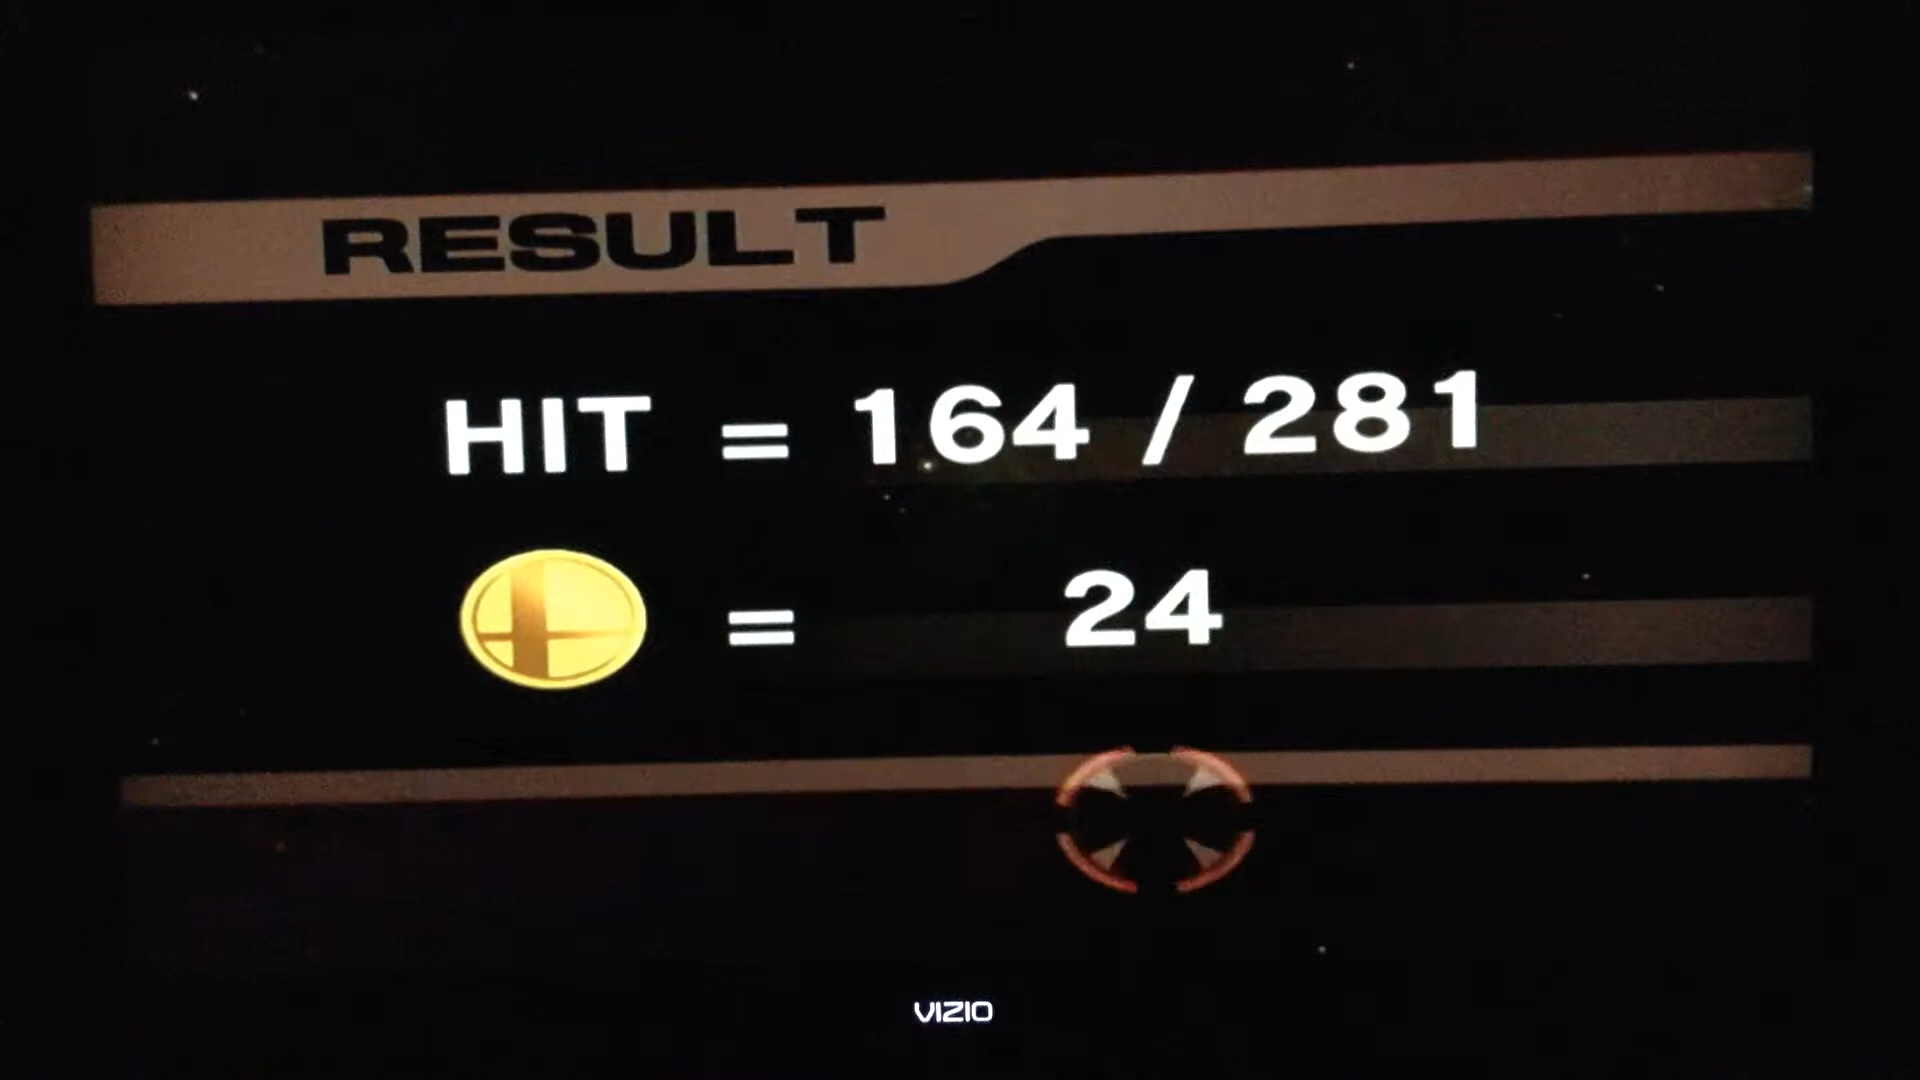 RESULT
HIT = 164 / 281
= 24
VIZIO